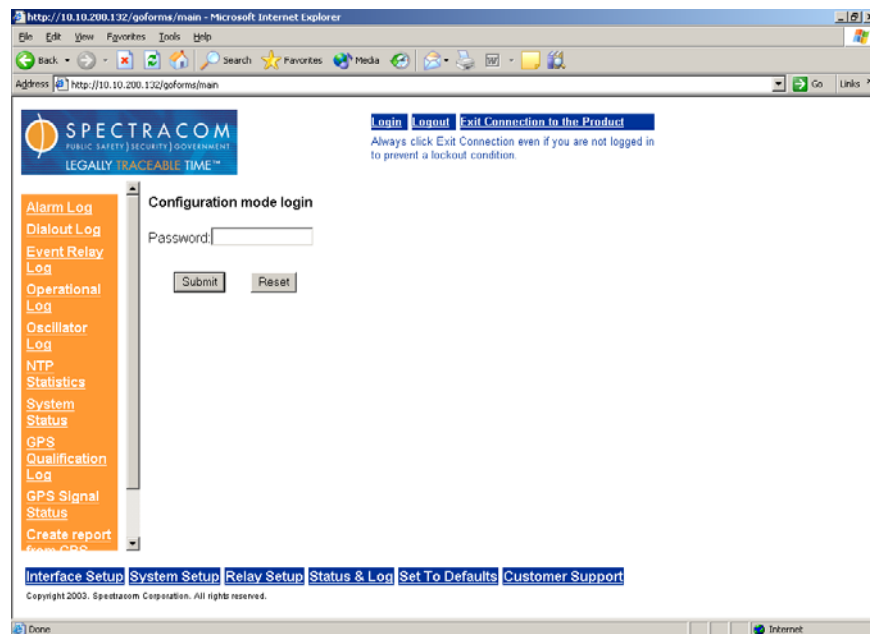 http://10.10.200.132/goforms/main - Microsoft Internet Explorer
File Edit View Favorites Tools Help
Back Search Favorites Media
Address http://10.10.200.132/goforms/main Go Links
SPECTRACOM
PUBLIC SAFETY}SECURITY}GOVERNMENT
LEGALLY TRACEABLE TIME™
Login Logout Exit Connection to the Product
Always click Exit Connection even if you are not logged in
to prevent a lockout condition.
Alarm Log
Dialout Log
Event Relay
Log
Operational
Log
Oscillator
Log
NTP
Statistics
System
Status
GPS
Qualification
Log
GPS Signal
Status
Create report
from GPS
Configuration mode login
Password:
Submit Reset
Interface Setup System Setup Relay Setup Status & Log Set To Defaults Customer Support
Copyright 2003. Spectracom Corporation. All rights reserved.
Done Internet